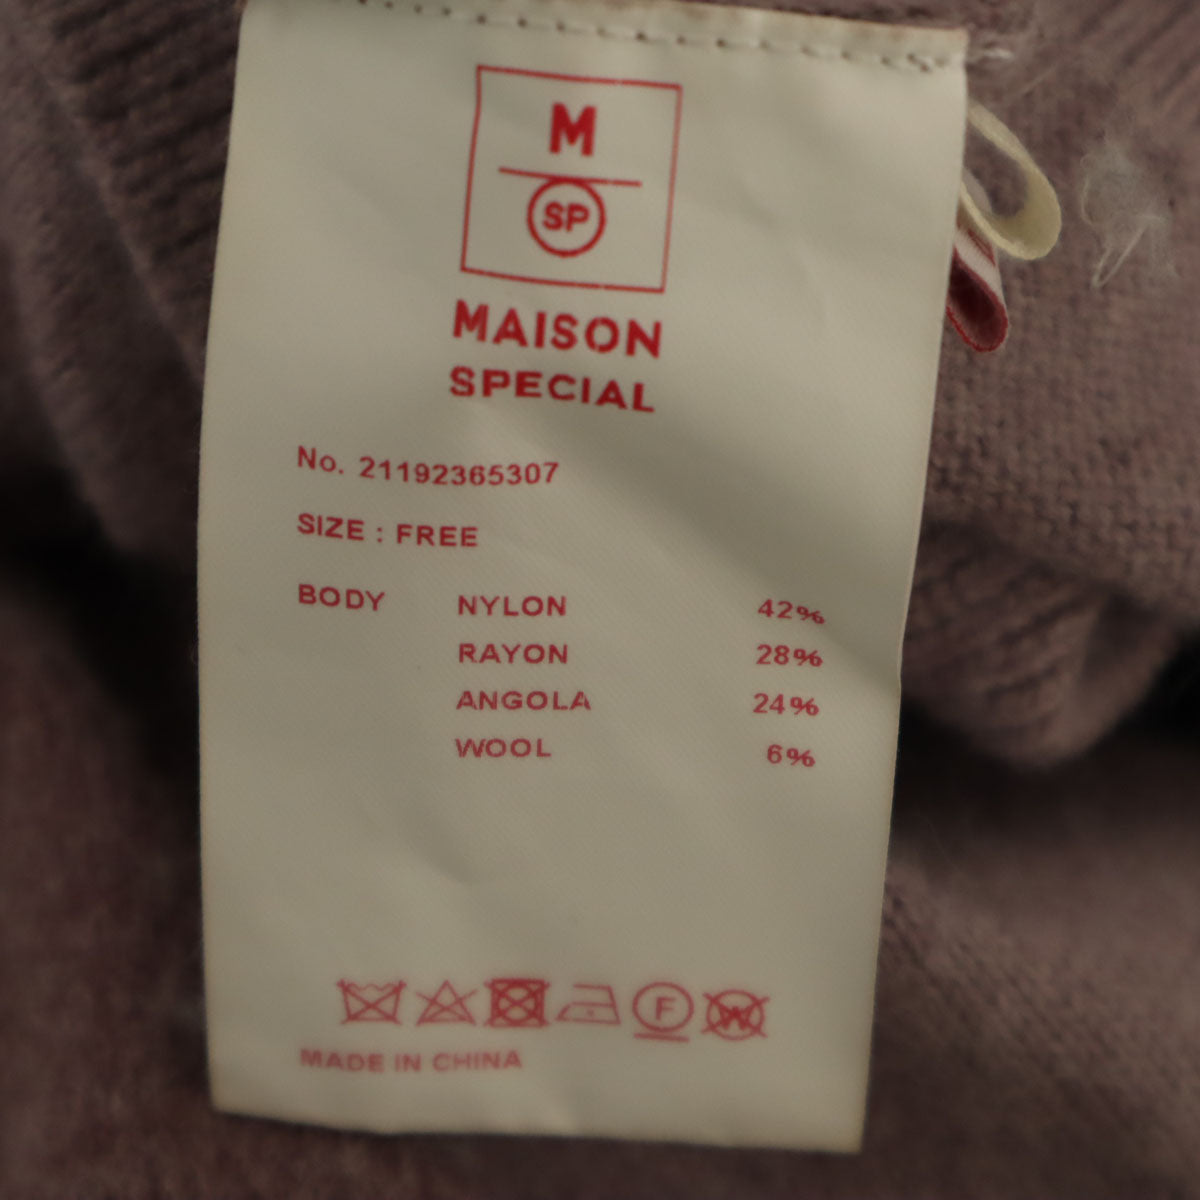 M
SP
MAISON
SPECIAL
No. 21192365307
SIZE : FREE
BODY NYLON 42%
RAYON 28%
ANGOLA 24%
WOOL 6%
F W
MADE IN CHINA